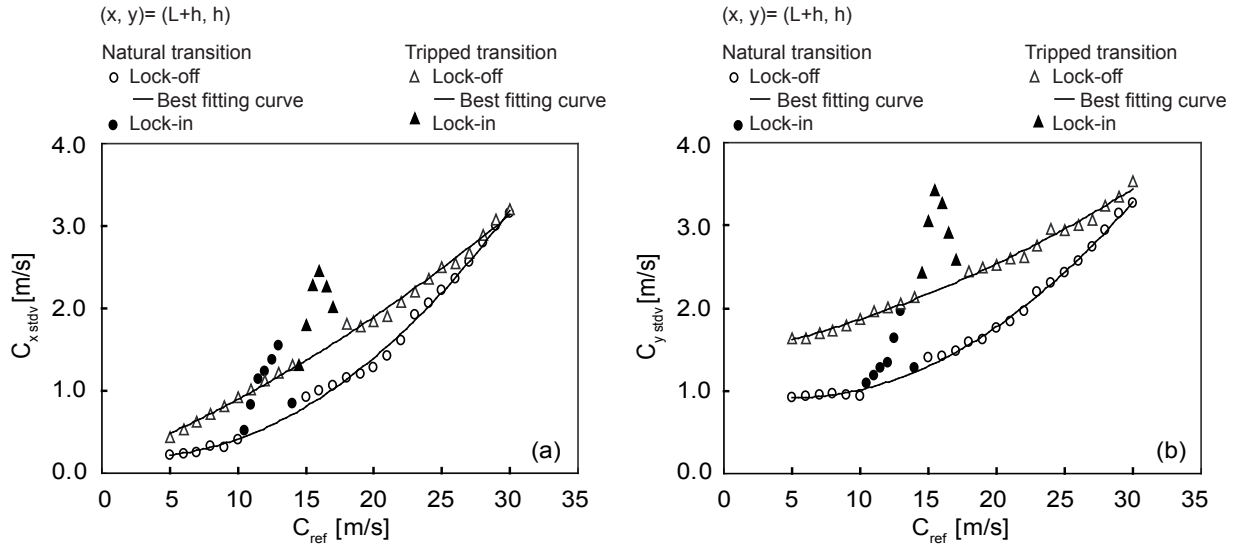 (x, y)= (L+h, h)
Natural transition Tripped transition
Lock-off Lock-off
Best fitting curve Best fitting curve
Lock-in Lock-in
4.0
3.0
2.0
1.0
0.0
C x stdv [m/s]
5 10 15 20 25 30 35
C ref [m/s]
(a)
(x, y)= (L+h, h)
Natural transition Tripped transition
Lock-off Lock-off
Best fitting curve Best fitting curve
Lock-in Lock-in
4.0
3.0
2.0
1.0
0.0
C y stdv [m/s]
5 10 15 20 25 30 35
C ref [m/s]
(b)